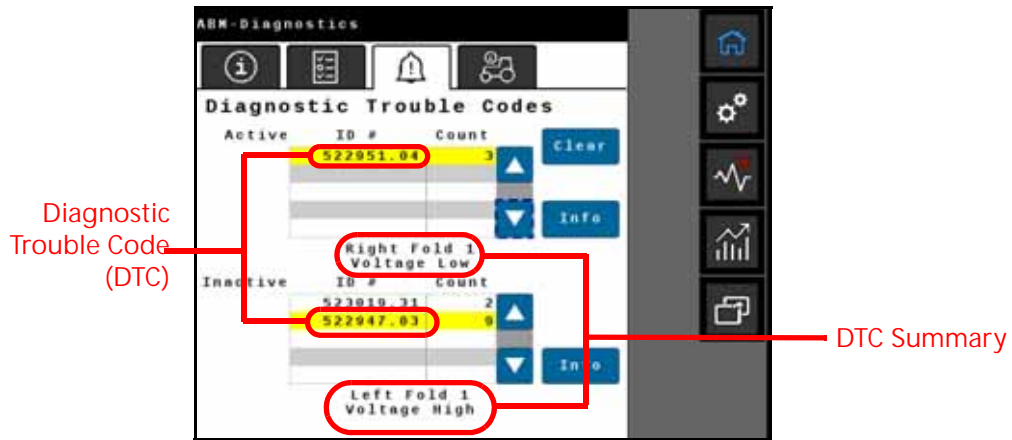 ABM-Diagnostics
Diagnostic Trouble Codes
Active ID # Count
522951.04 3
Clear
Info
Right Fold 1
Voltage Low
Inactive ID # Count
523019.31 2
522947.03 9
Info
Left Fold 1
Voltage High
Diagnostic
Trouble Code
(DTC)
DTC Summary